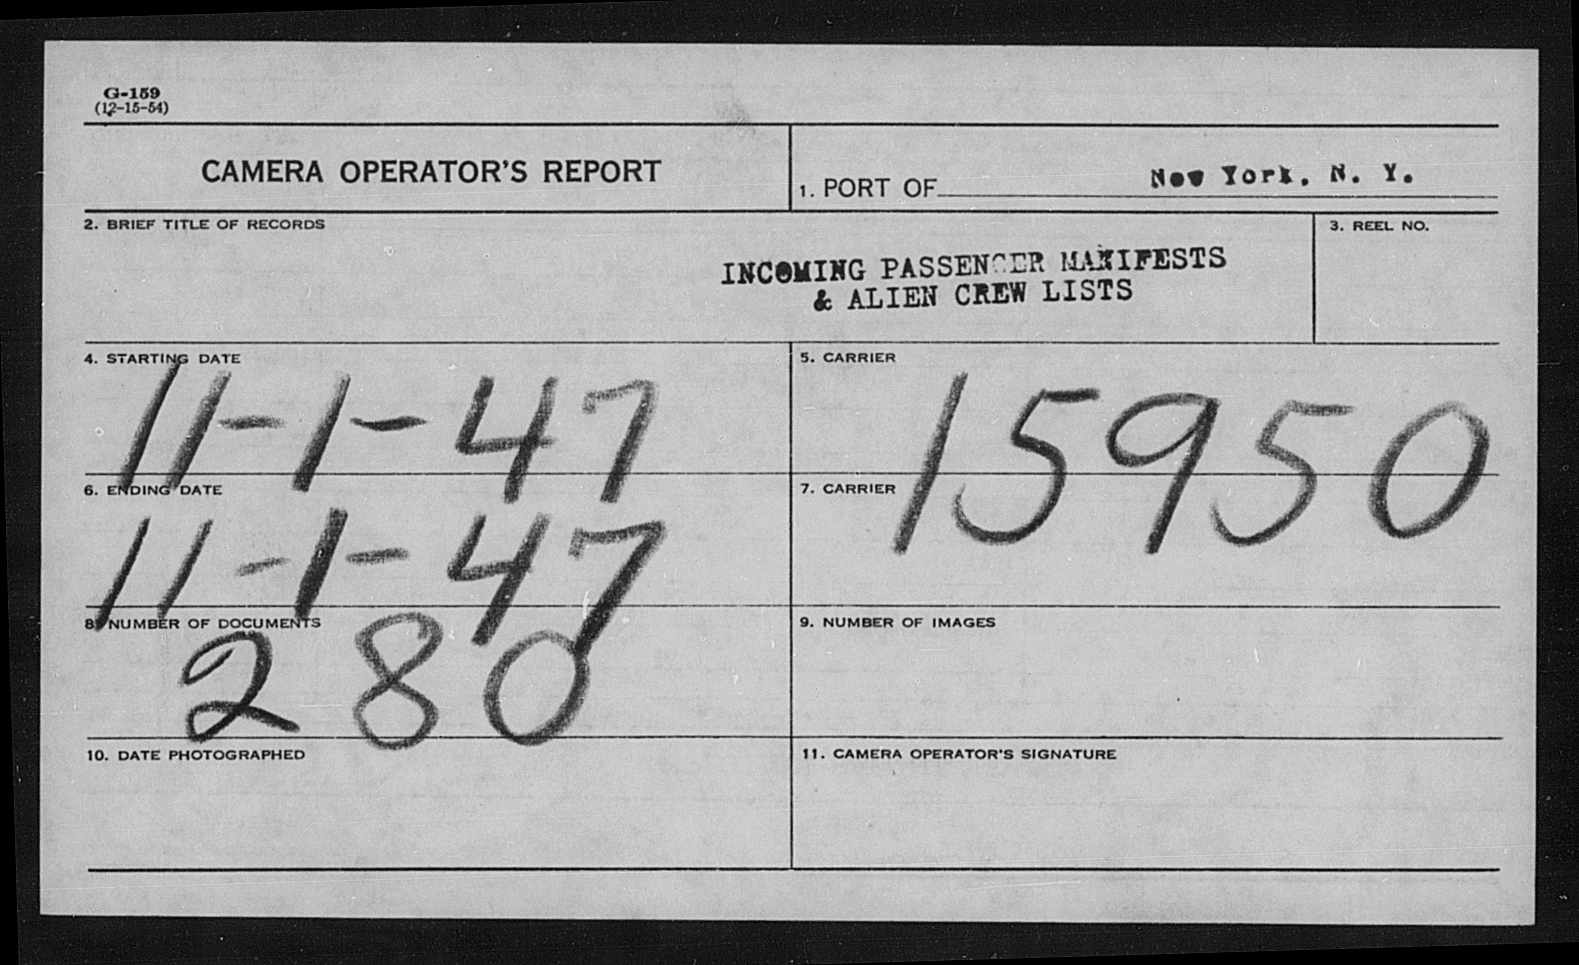 G-159
(12-15-54)
CAMERA OPERATOR'S REPORT
1. PORT OF New York, N. Y.
2. BRIEF TITLE OF RECORDS
INCOMING PASSENGER MANIFESTS
& ALIEN CREW LISTS
3. REEL NO.
4. STARTING DATE
11-1-47
5. CARRIER
15950
6. ENDING DATE
11-1-47
7. CARRIER
8. NUMBER OF DOCUMENTS
280
9. NUMBER OF IMAGES
10. DATE PHOTOGRAPHED
11. CAMERA OPERATOR'S SIGNATURE